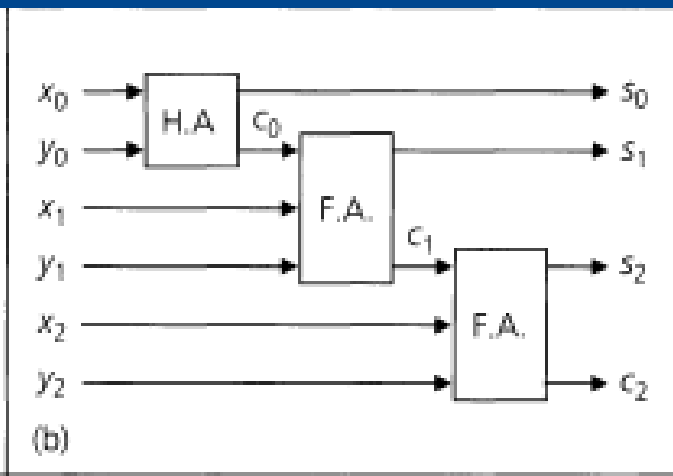 x₀ H.A s₀
y₀ c₀ s₁
x₁ F.A.
y₁ c₁ s₂
x₂ F.A.
y₂ c₂
(b)